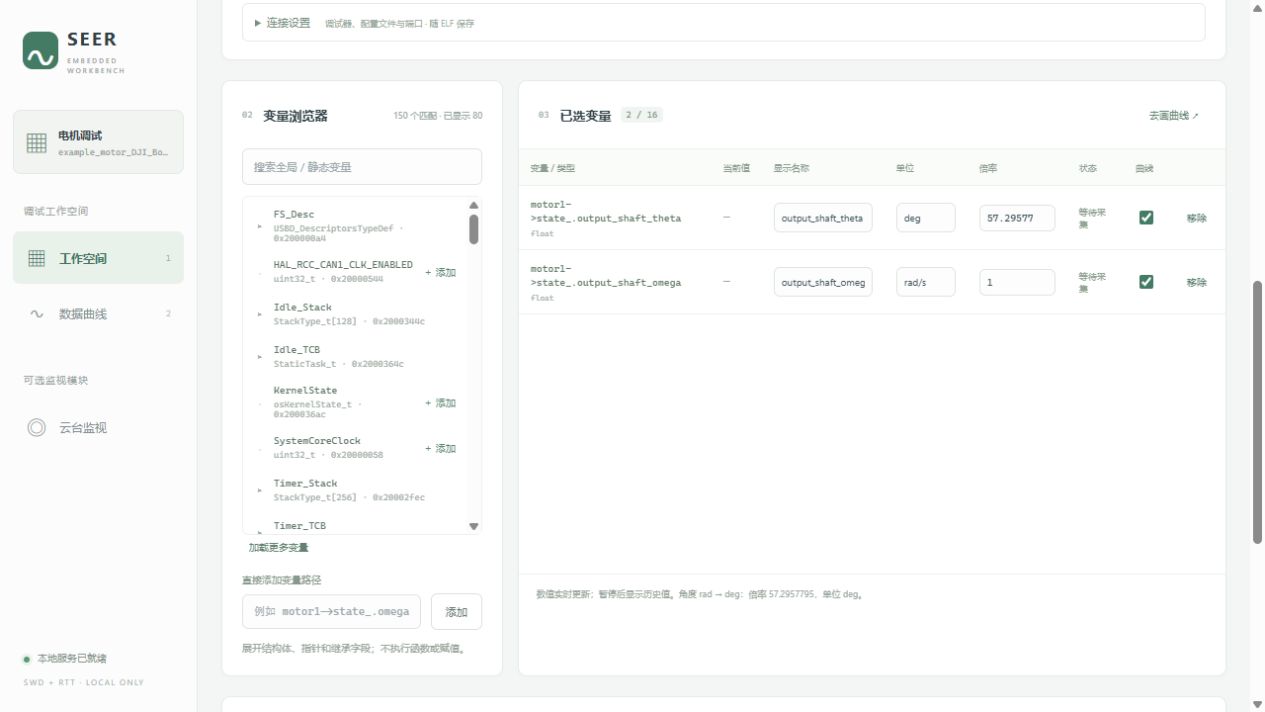 SEER
EMBEDDED
WORKBENCH
电机调试
example_motor_DJI_Bo…
调试工作空间
工作空间 1
数据曲线 2
可选监视模块
云台监视
本地服务已就绪
SWD + RTT · LOCAL ONLY
▸ 连接设置 调试器、配置文件与端口 · 随 ELF 保存
02 变量浏览器 150 个匹配 · 已显示 80
搜索全局 / 静态变量
FS_Desc
USBD_DescriptorsTypeDef ·
0x200000a4
HAL_RCC_CAN1_CLK_ENABLED
uint32_t · 0x20000544
+ 添加
Idle_Stack
StackType_t[128] · 0x2000344c
Idle_TCB
StaticTask_t · 0x2000364c
KernelState
osKernelState_t ·
0x200036ac
+ 添加
SystemCoreClock
uint32_t · 0x20000058
+ 添加
Timer_Stack
StackType_t[256] · 0x20002fec
Timer_TCB
加载更多变量
直接添加变量路径
例如 motor1->state_.omega 添加
展开结构体、指针和继承字段；不执行函数或赋值。
03 已选变量 2 / 16 去画曲线 ↗
变量 / 类型 当前值 显示名称 单位 倍率 状态 曲线
motor1-
>state_.output_shaft_theta
float
— output_shaft_theta deg 57.29577 等待采
集
移除
motor1-
>state_.output_shaft_omega
float
— output_shaft_omeg rad/s 1 等待采
集
移除
数值实时更新；暂停后显示历史值。角度 rad → deg：倍率 57.2957795，单位 deg。